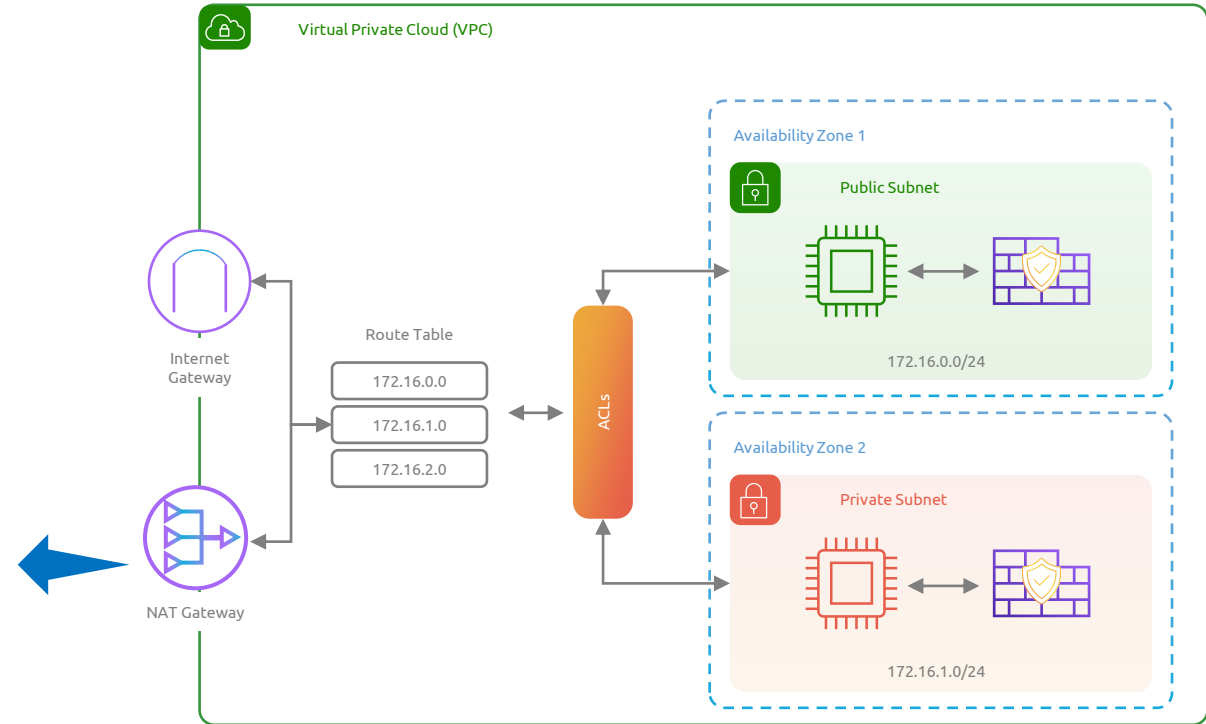 Virtual Private Cloud (VPC)
Availability Zone 1
Public Subnet
172.16.0.0/24
Internet
Gateway
Route Table
172.16.0.0
172.16.1.0
172.16.2.0
ACLs
Availability Zone 2
Private Subnet
172.16.1.0/24
NAT Gateway